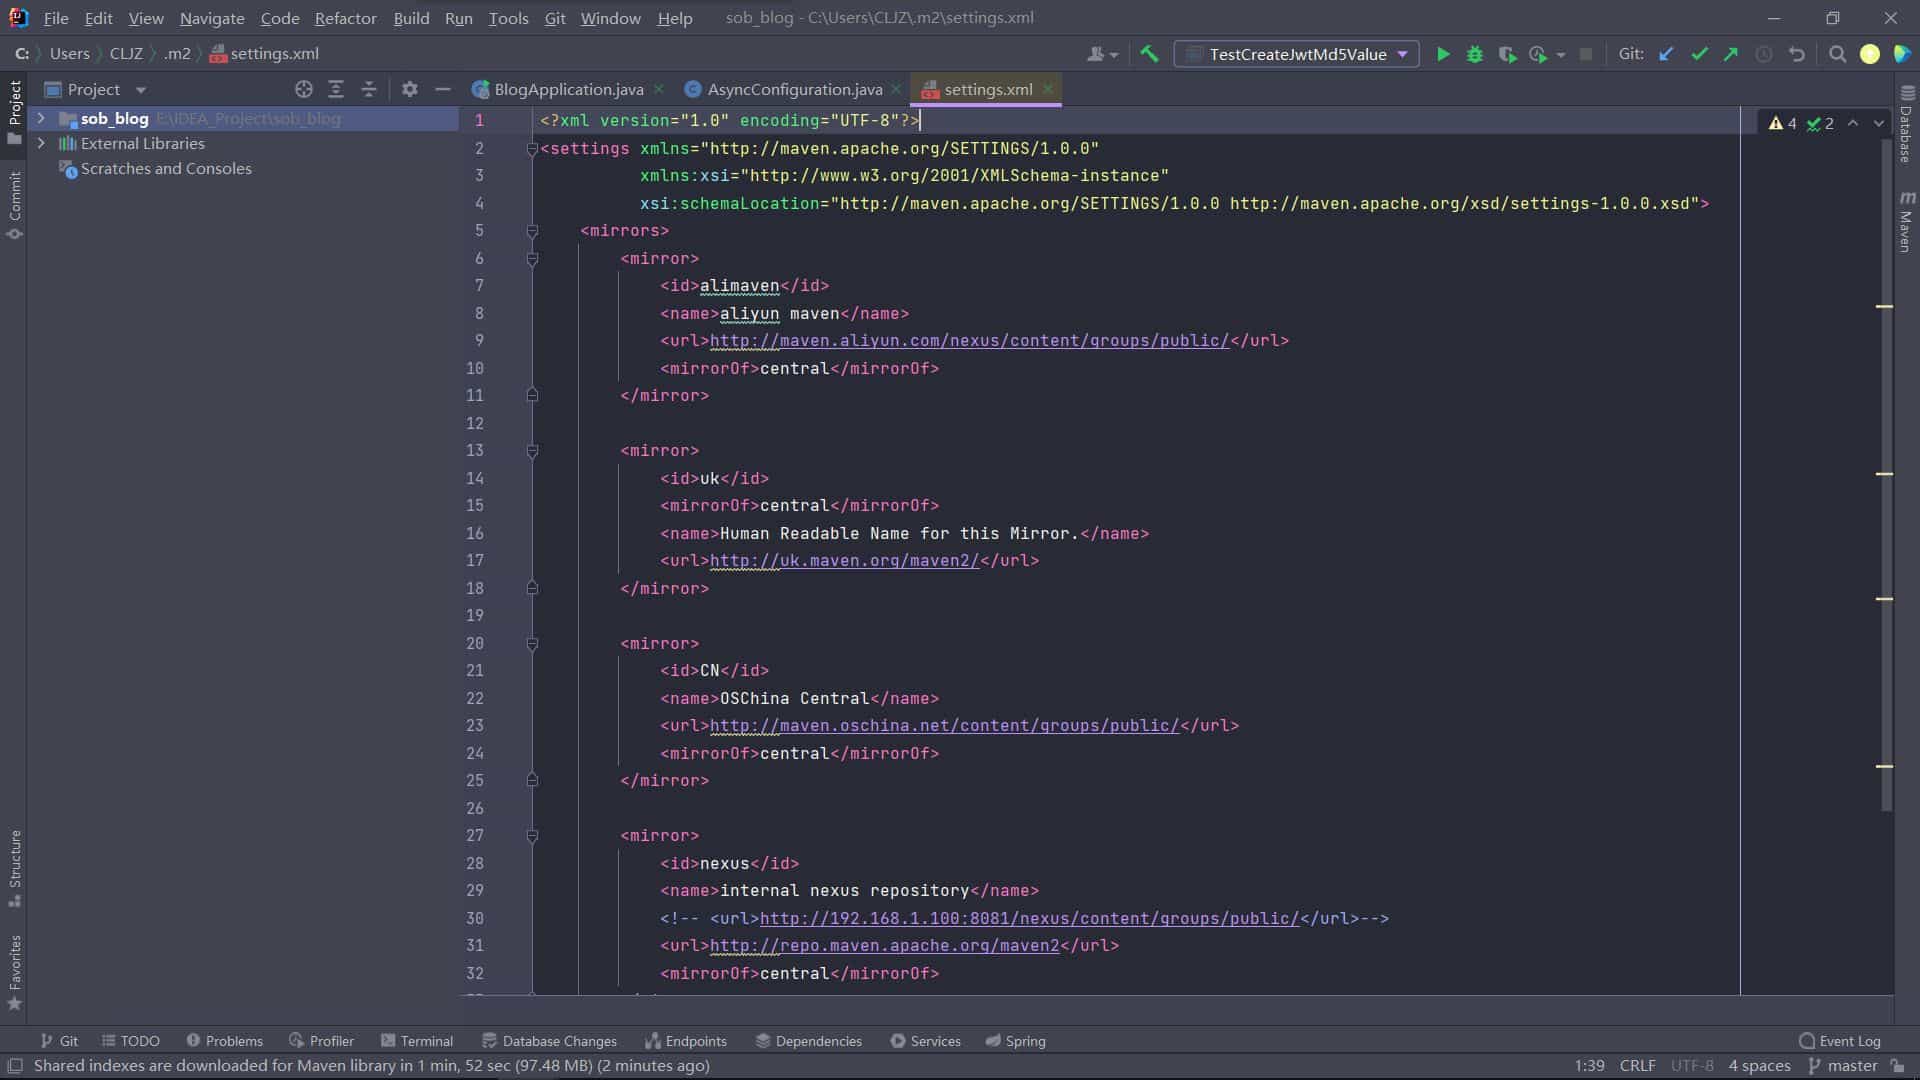 File Edit View Navigate Code Refactor Build Run Tools Git Window Help sob_blog - C:\Users\CLJZ\.m2\settings.xml
C: Users CLJZ .m2 settings.xml TestCreateJwtMd5Value Git:
Project BlogApplication.java AsyncConfiguration.java settings.xml
sob_blog E:\IDEA_Project\sob_blog
External Libraries
Scratches and Consoles
Project
Commit
Structure
Favorites
1 <?xml version="1.0" encoding="UTF-8"?>
2 <settings xmlns="http://maven.apache.org/SETTINGS/1.0.0"
3 xmlns:xsi="http://www.w3.org/2001/XMLSchema-instance"
4 xsi:schemaLocation="http://maven.apache.org/SETTINGS/1.0.0 http://maven.apache.org/xsd/settings-1.0.0.xsd">
5 <mirrors>
6 <mirror>
7 <id>alimaven</id>
8 <name>aliyun maven</name>
9 <url>http://maven.aliyun.com/nexus/content/groups/public/</url>
10 <mirrorOf>central</mirrorOf>
11 </mirror>
12
13 <mirror>
14 <id>uk</id>
15 <mirrorOf>central</mirrorOf>
16 <name>Human Readable Name for this Mirror.</name>
17 <url>http://uk.maven.org/maven2/</url>
18 </mirror>
19
20 <mirror>
21 <id>CN</id>
22 <name>OSChina Central</name>
23 <url>http://maven.oschina.net/content/groups/public/</url>
24 <mirrorOf>central</mirrorOf>
25 </mirror>
26
27 <mirror>
28 <id>nexus</id>
29 <name>internal nexus repository</name>
30 <!-- <url>http://192.168.1.100:8081/nexus/content/groups/public/</url>-->
31 <url>http://repo.maven.apache.org/maven2</url>
32 <mirrorOf>central</mirrorOf>
4 2
Database
m Maven
Git TODO Problems Profiler Terminal Database Changes Endpoints Dependencies Services Spring Event Log
Shared indexes are downloaded for Maven library in 1 min, 52 sec (97.48 MB) (2 minutes ago) 1:39 CRLF UTF-8 4 spaces master